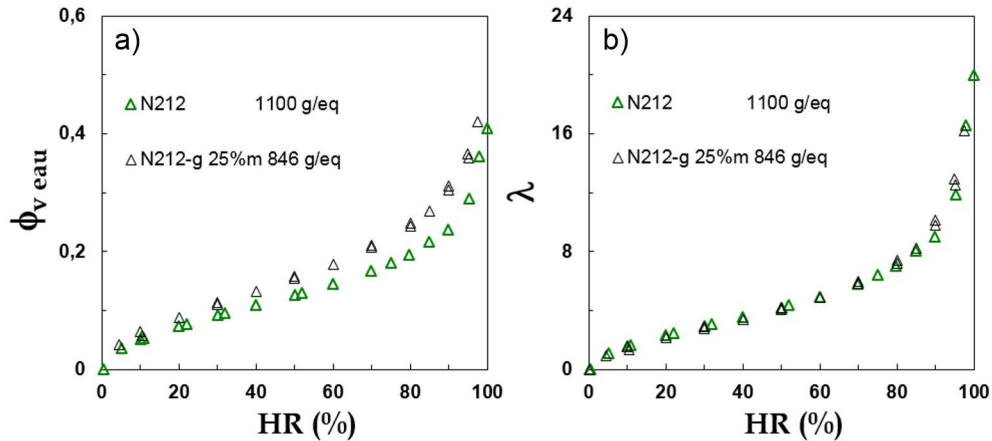 a)
0,6
0,4
0,2
0
ϕv eau
N212 1100 g/eq
N212-g 25%m 846 g/eq
0 20 40 60 80 100
HR (%)
b)
24
16
8
0
λ
N212 1100 g/eq
N212-g 25%m 846 g/eq
0 20 40 60 80 100
HR (%)